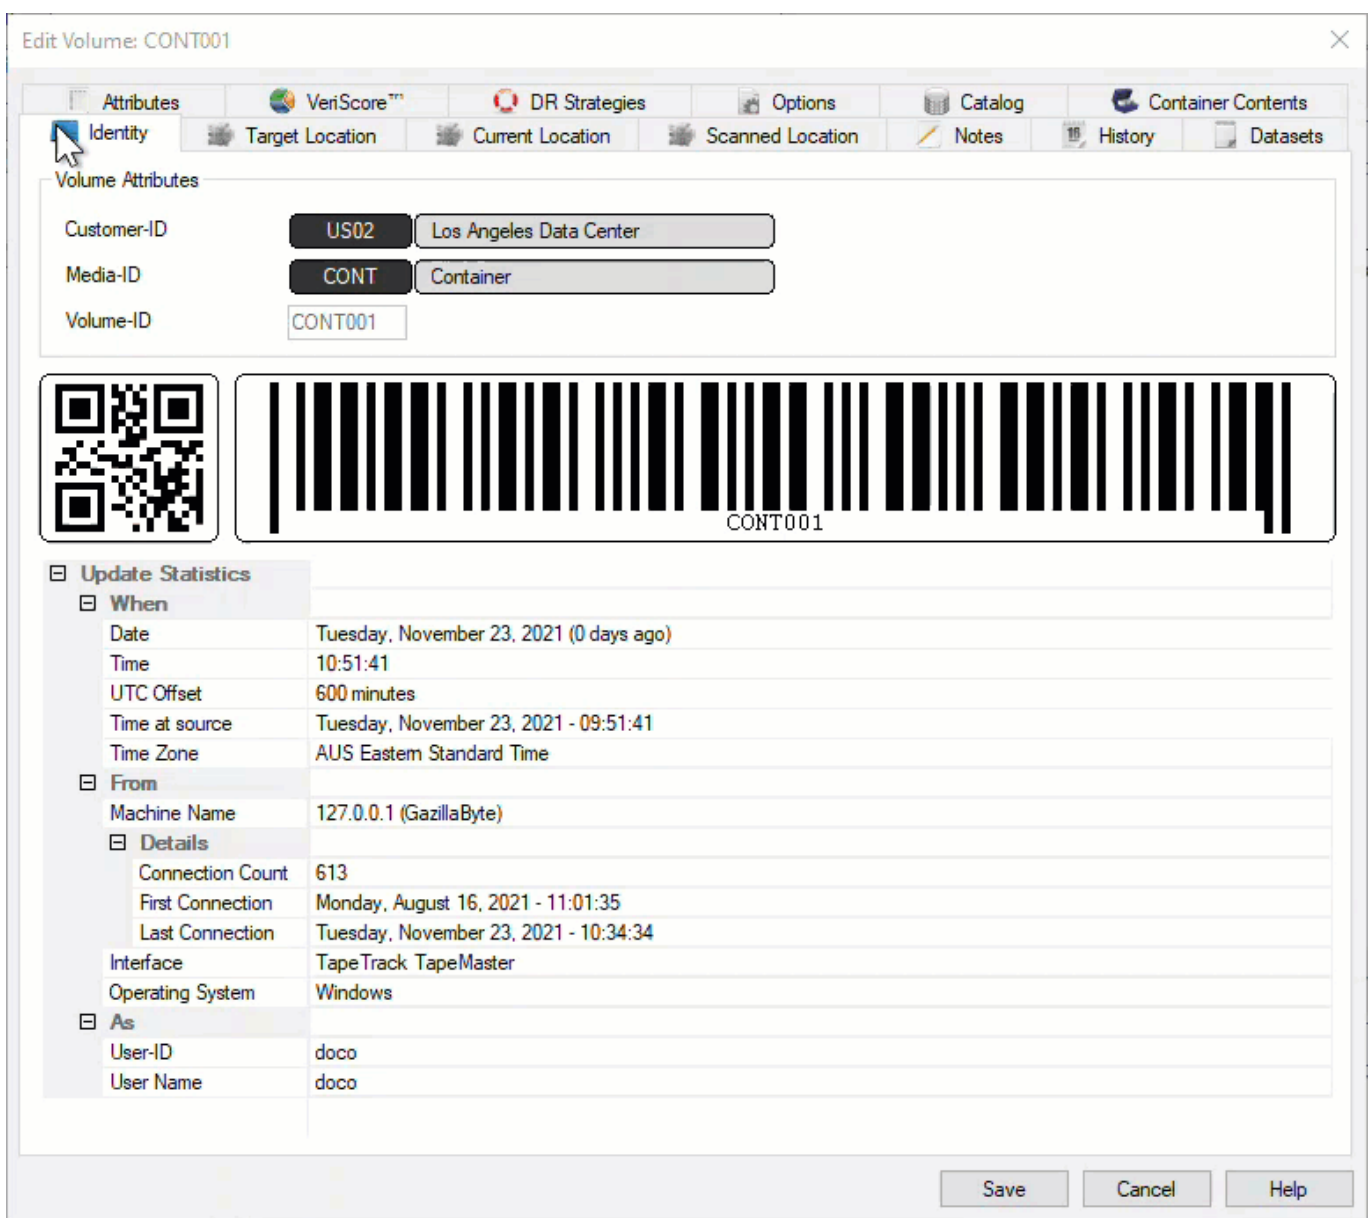 Edit Volume: CONT001
Attributes VeriScore™ DR Strategies Options Catalog Container Contents
Identity Target Location Current Location Scanned Location Notes 16 History Datasets
Volume Attributes
Customer-ID US02 Los Angeles Data Center
Media-ID CONT Container
Volume-ID CONT001
CONT001
Update Statistics
When
Date Tuesday, November 23, 2021 (0 days ago)
Time 10:51:41
UTC Offset 600 minutes
Time at source Tuesday, November 23, 2021 - 09:51:41
Time Zone AUS Eastern Standard Time
From
Machine Name 127.0.0.1 (GazillaByte)
Details
Connection Count 613
First Connection Monday, August 16, 2021 - 11:01:35
Last Connection Tuesday, November 23, 2021 - 10:34:34
Interface TapeTrack TapeMaster
Operating System Windows
As
User-ID doco
User Name doco
Save Cancel Help